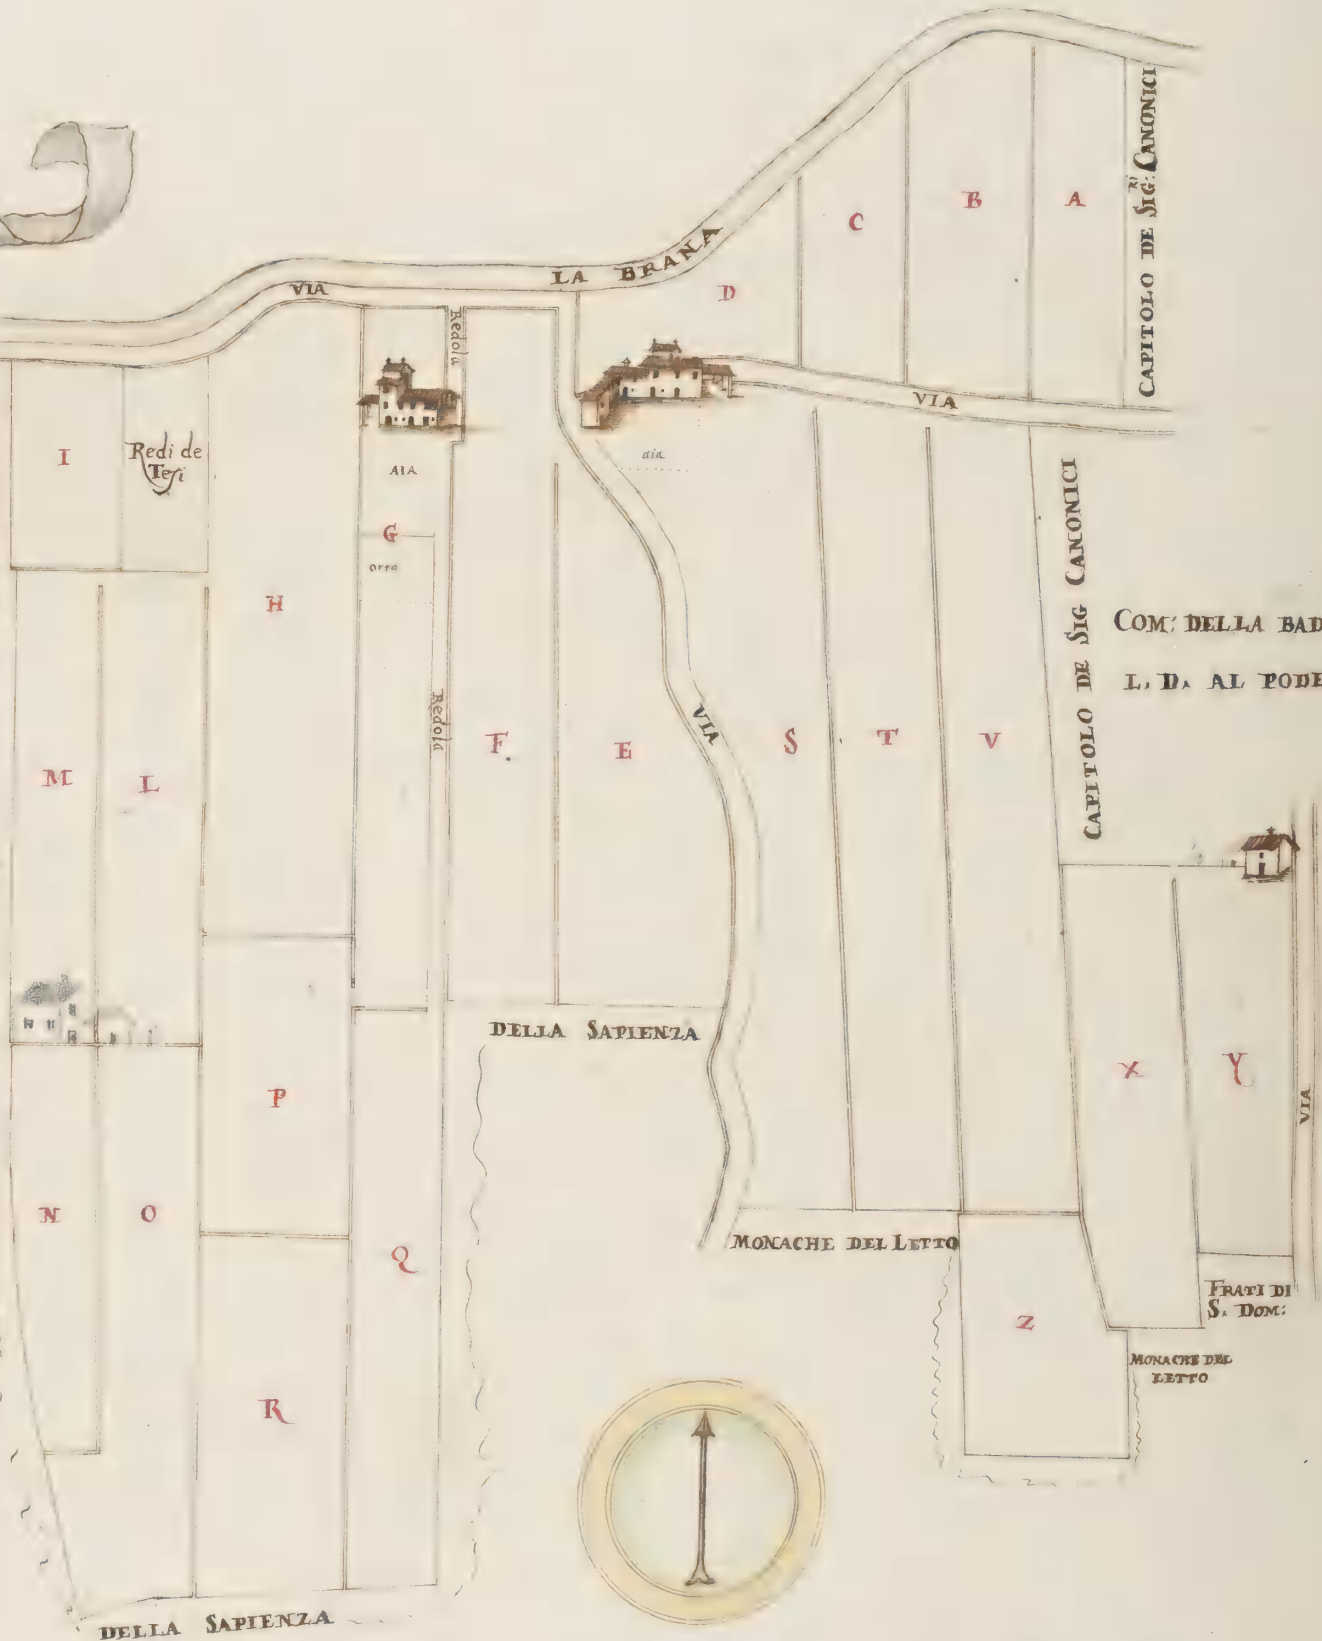 CAPITOLO DE SIG:RI CANONICI
A
B
C
LA BRANA
D
VIA
Redola
VIA
I
Redi de
Tesi
AIA
aia
G
orto
H
CAPITOLO DE SIG CANONICI
COM: DELLA BAD
L. D. AL PODE
M
L
Redola
F
E
VIA
S
T
V
DELLA SAPIENZA
P
X
Y
VIA
N
O
Q
MONACHE DEL LETTO
FRATI DI
S. DOM:
Z
MONACHE DEL
LETTO
R
DELLA SAPIENZA